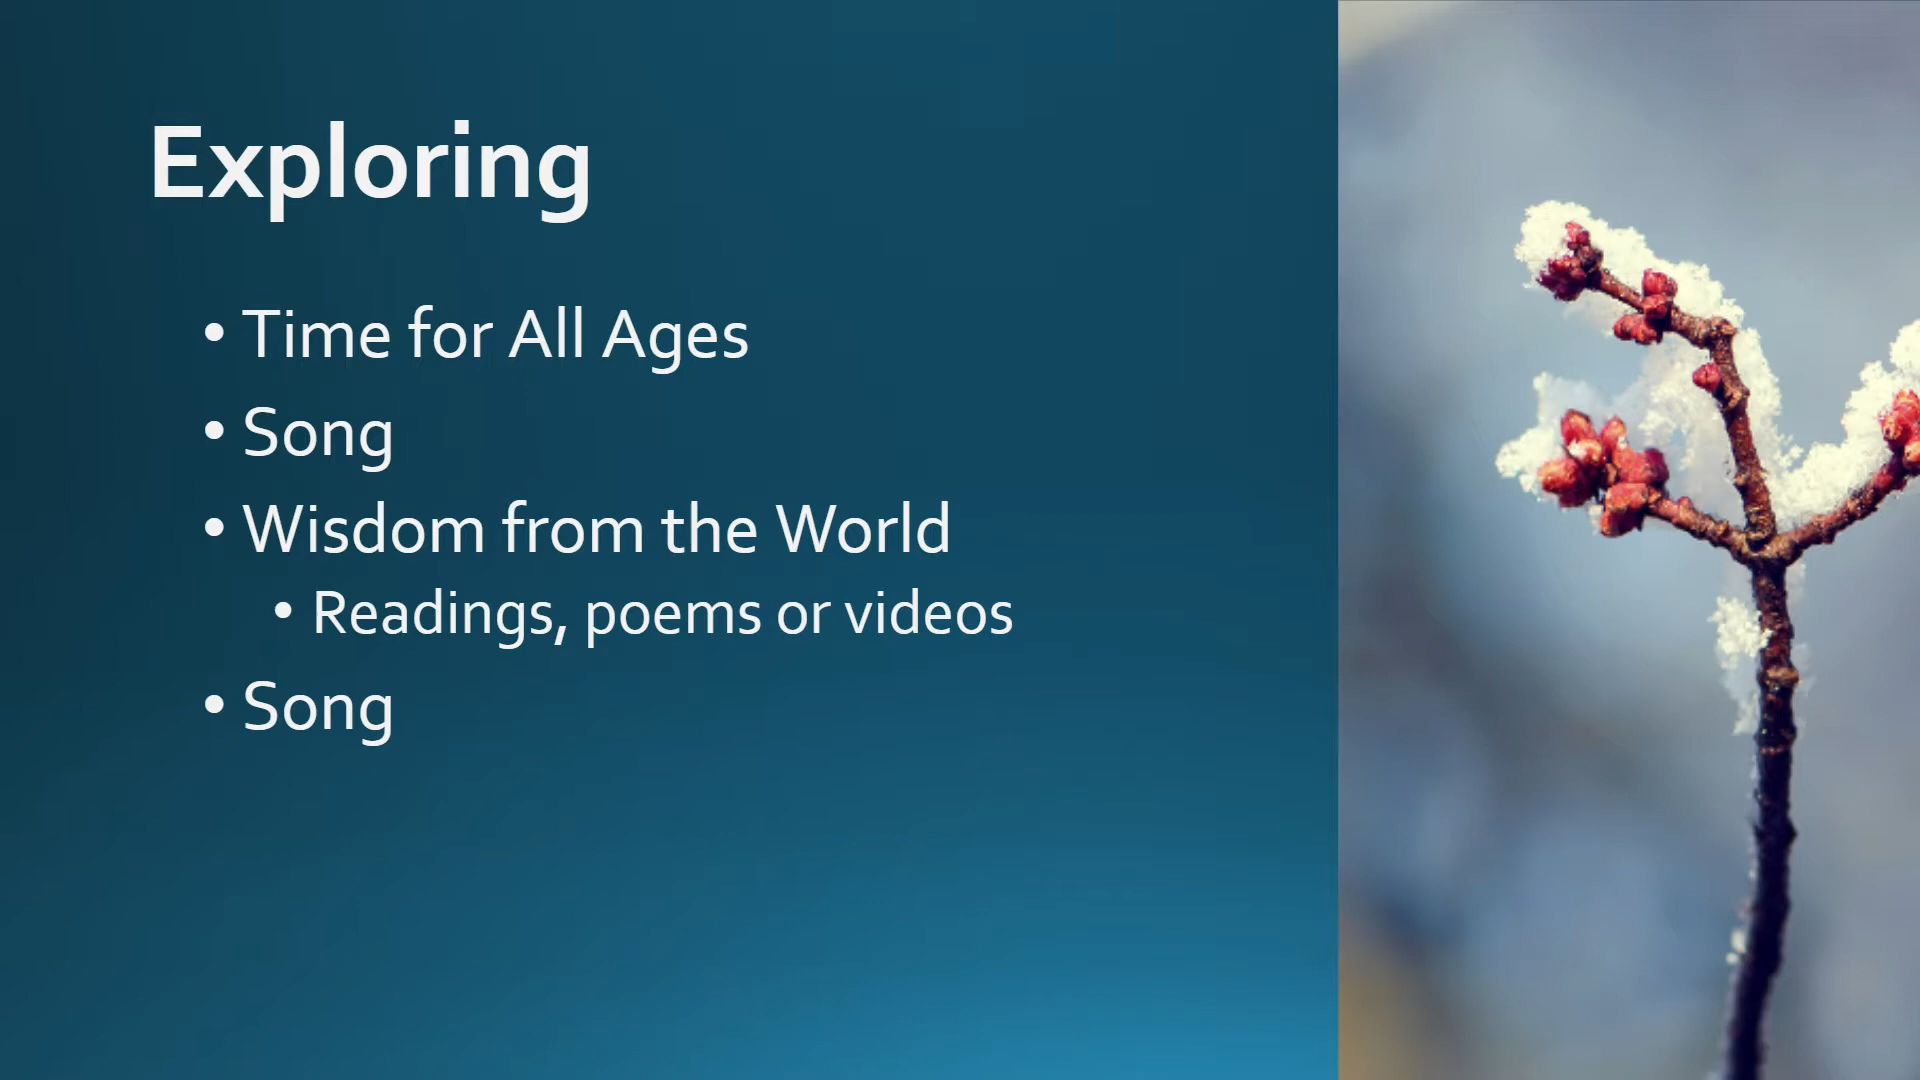 Exploring
• Time for All Ages
• Song
• Wisdom from the World
• Readings, poems or videos
• Song